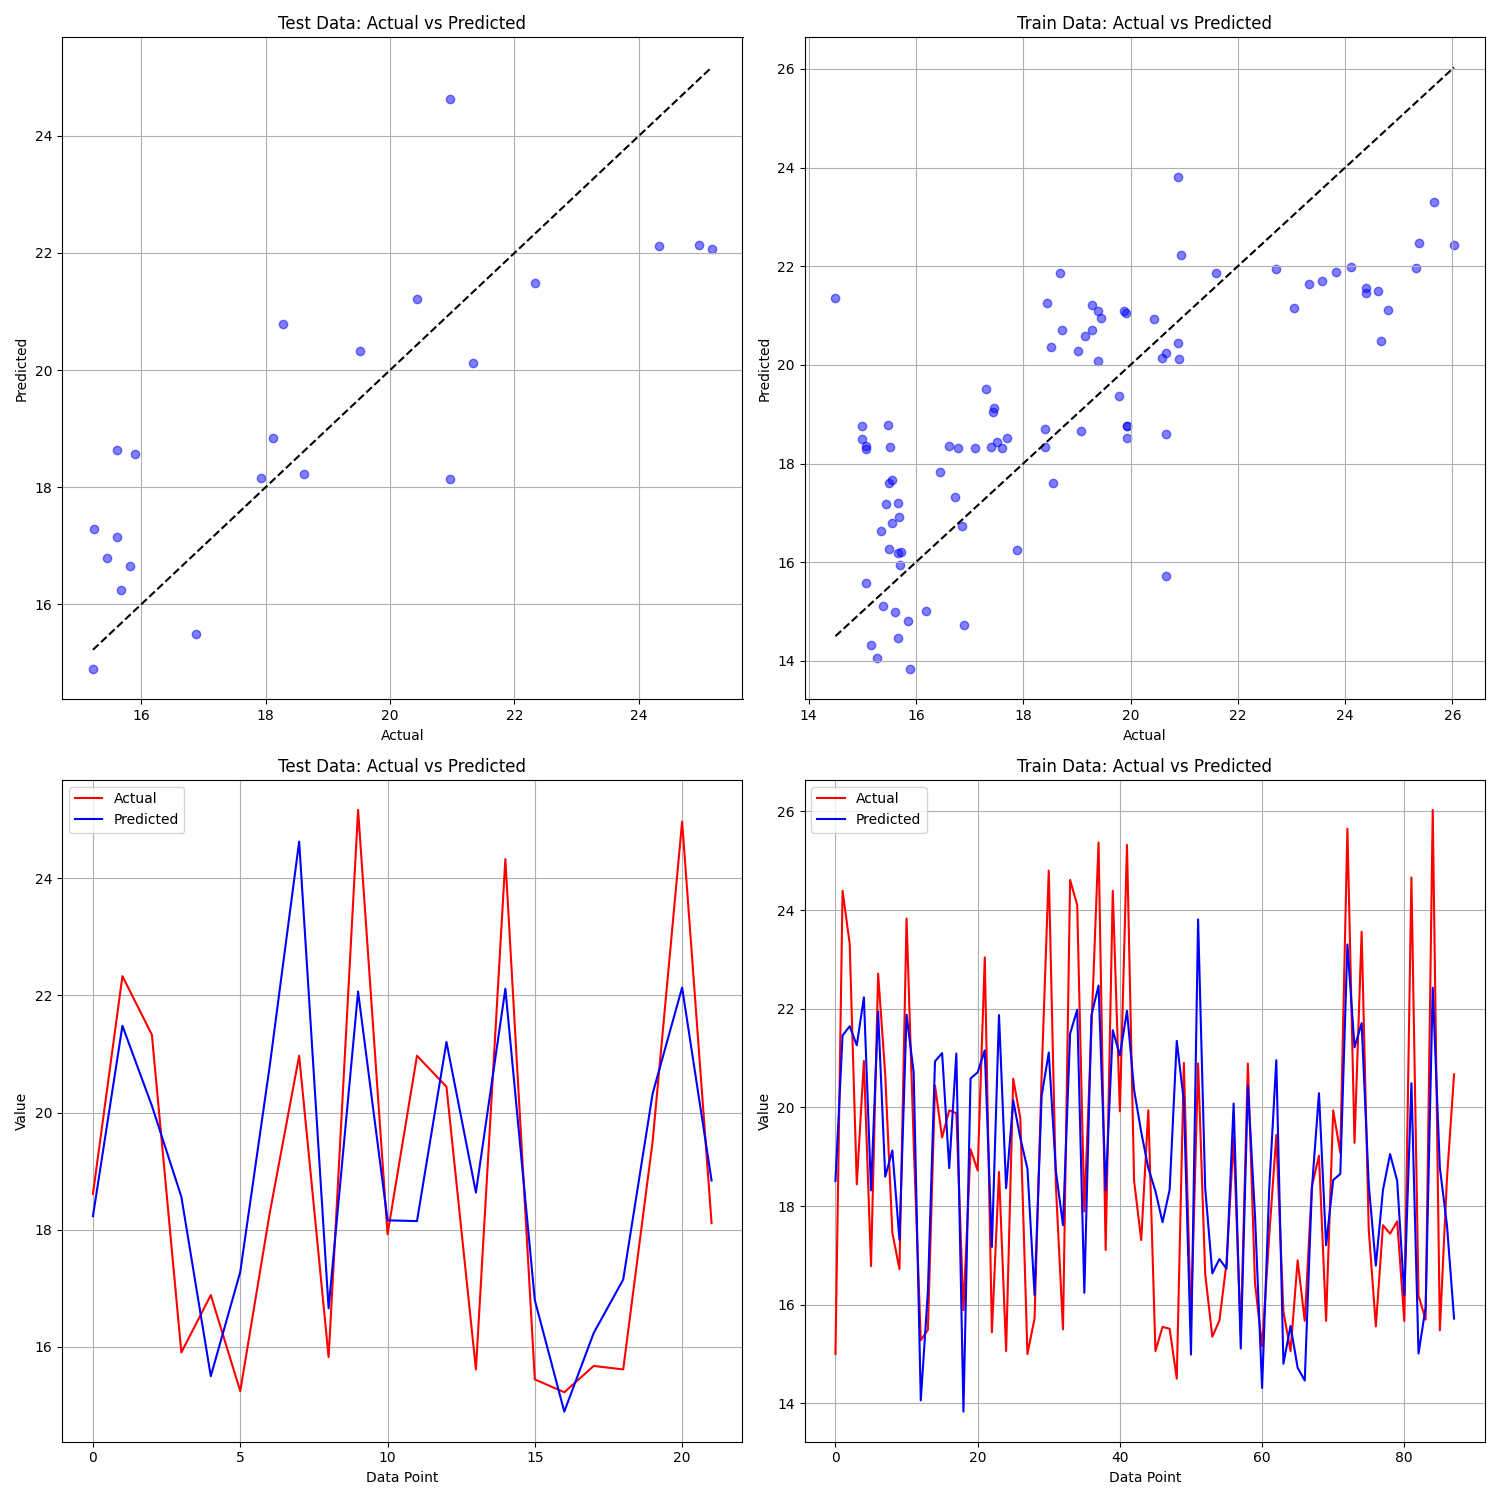 Test Data: Actual vs Predicted
Predicted
24
22
20
18
16
16 18 20 22 24
Actual
Train Data: Actual vs Predicted
Predicted
26
24
22
20
18
16
14
14 16 18 20 22 24 26
Actual
Test Data: Actual vs Predicted
Actual
Predicted
Value
24
22
20
18
16
0 5 10 15 20
Data Point
Train Data: Actual vs Predicted
Actual
Predicted
Value
26
24
22
20
18
16
14
0 20 40 60 80
Data Point